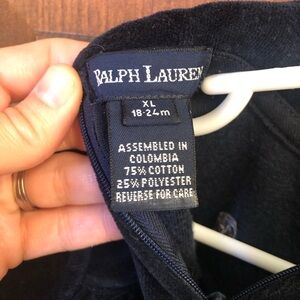 RALPH LAUREN
XL
18-24m
ASSEMBLED IN
COLOMBIA
75% COTTON
25% POLYESTER
REVERSE FOR CARE